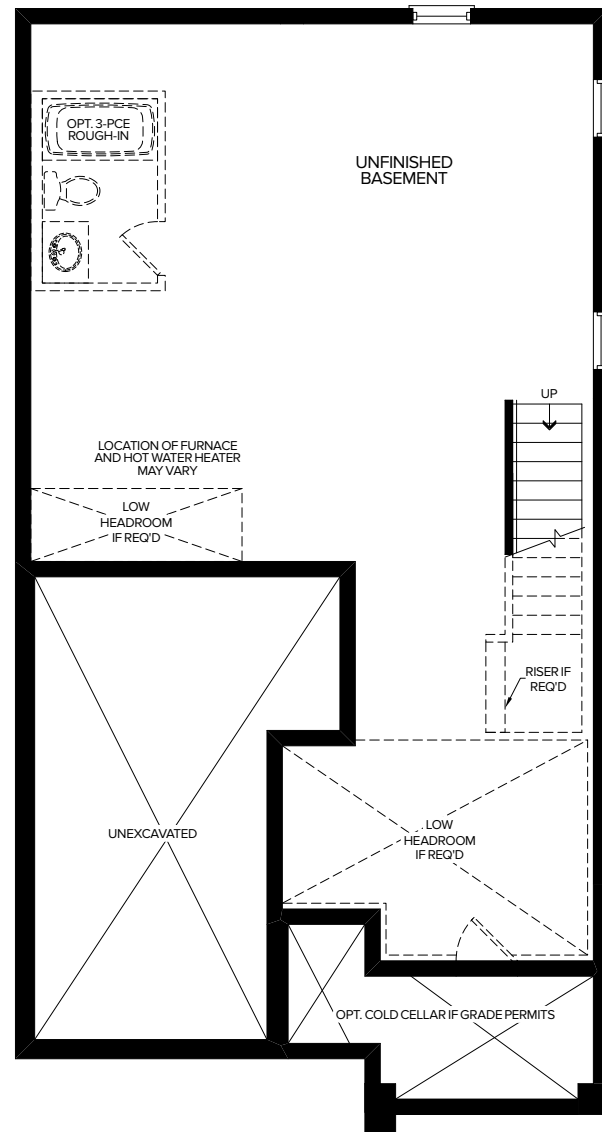 OPT. 3-PCE
ROUGH-IN
UNFINISHED
BASEMENT
UP
LOCATION OF FURNACE
AND HOT WATER HEATER
MAY VARY
LOW
HEADROOM
IF REQ'D
RISER IF
REQ'D
UNEXCAVATED
LOW
HEADROOM
IF REQ'D
OPT. COLD CELLAR IF GRADE PERMITS